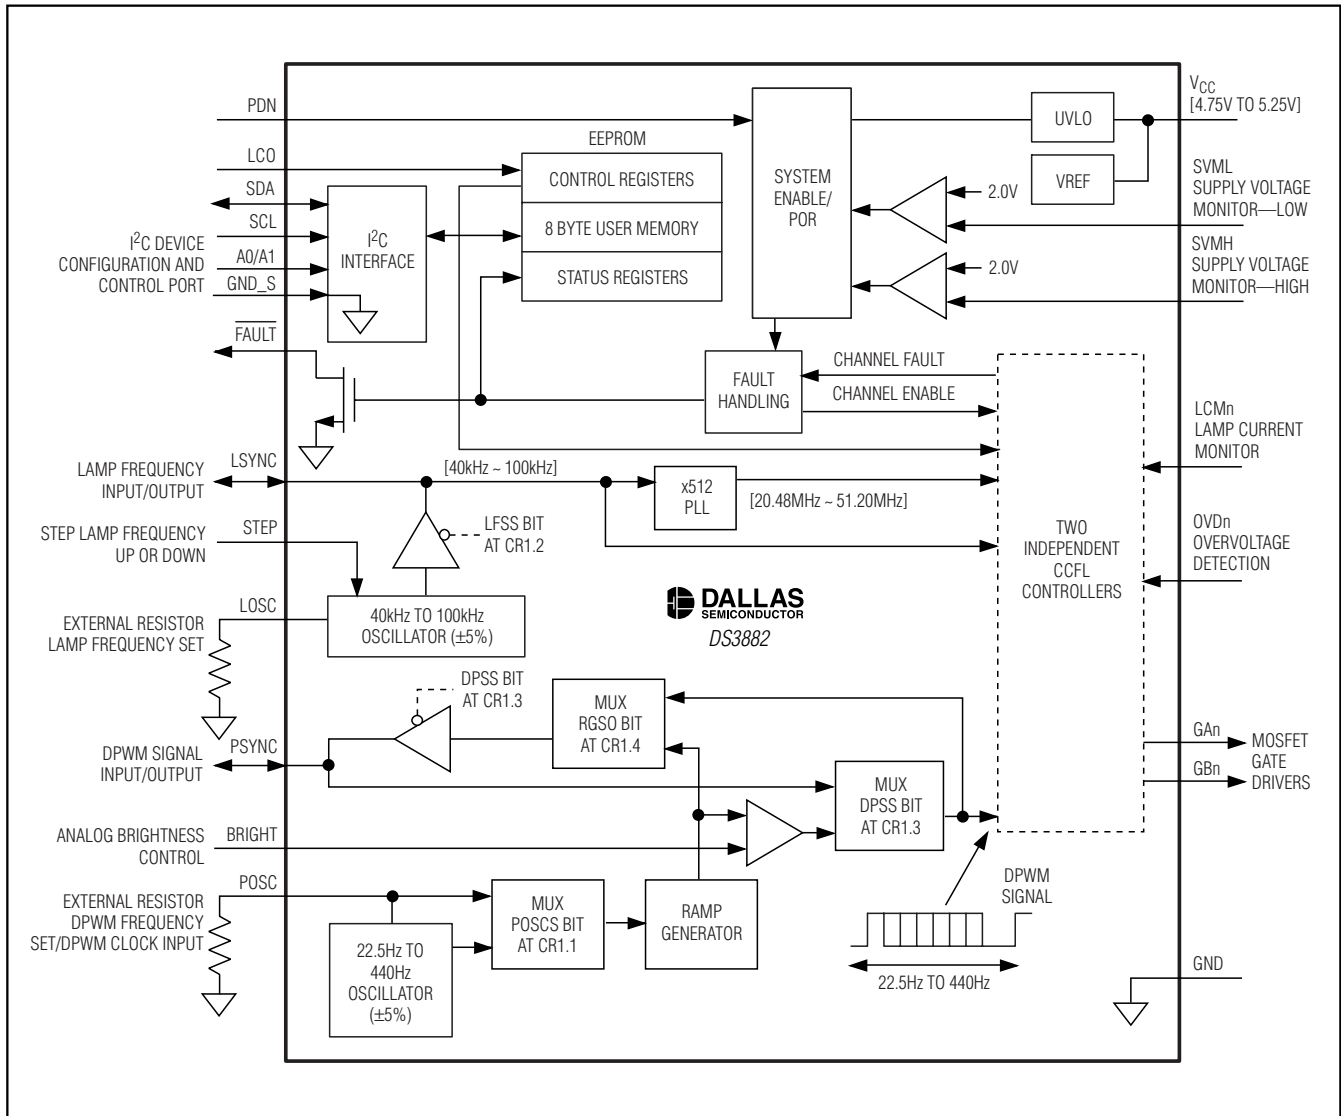 PDN
LCO
SDA
SCL
I²C DEVICE
CONFIGURATION AND
CONTROL PORT
A0/A1
GND_S
FAULT
I²C
INTERFACE
EEPROM
CONTROL REGISTERS
8 BYTE USER MEMORY
STATUS REGISTERS
SYSTEM
ENABLE/
POR
UVLO
VREF
2.0V
2.0V
VCC
[4.75V TO 5.25V]
SVML
SUPPLY VOLTAGE
MONITOR—LOW
SVMH
SUPPLY VOLTAGE
MONITOR—HIGH
FAULT
HANDLING
CHANNEL FAULT
CHANNEL ENABLE
LCMn
LAMP CURRENT
MONITOR
OVDn
OVERVOLTAGE
DETECTION
LAMP FREQUENCY
INPUT/OUTPUT
LSYNC
[40kHz ~ 100kHz]
x512
PLL
[20.48MHz ~ 51.20MHz]
STEP LAMP FREQUENCY
UP OR DOWN
STEP
LFSS BIT
AT CR1.2
TWO
INDEPENDENT
CCFL
CONTROLLERS
LOSC
EXTERNAL RESISTOR
LAMP FREQUENCY SET
40kHz TO 100kHz
OSCILLATOR (±5%)
DALLAS
SEMICONDUCTOR
DS3882
DPSS BIT
AT CR1.3
MUX
RGSO BIT
AT CR1.4
DPWM SIGNAL
INPUT/OUTPUT
PSYNC
MUX
DPSS BIT
AT CR1.3
GAn
GBn
MOSFET
GATE
DRIVERS
ANALOG BRIGHTNESS
CONTROL
BRIGHT
POSC
EXTERNAL RESISTOR
DPWM FREQUENCY
SET/DPWM CLOCK INPUT
22.5Hz TO
440Hz
OSCILLATOR
(±5%)
MUX
POSCS BIT
AT CR1.1
RAMP
GENERATOR
DPWM
SIGNAL
22.5Hz TO 440Hz
GND